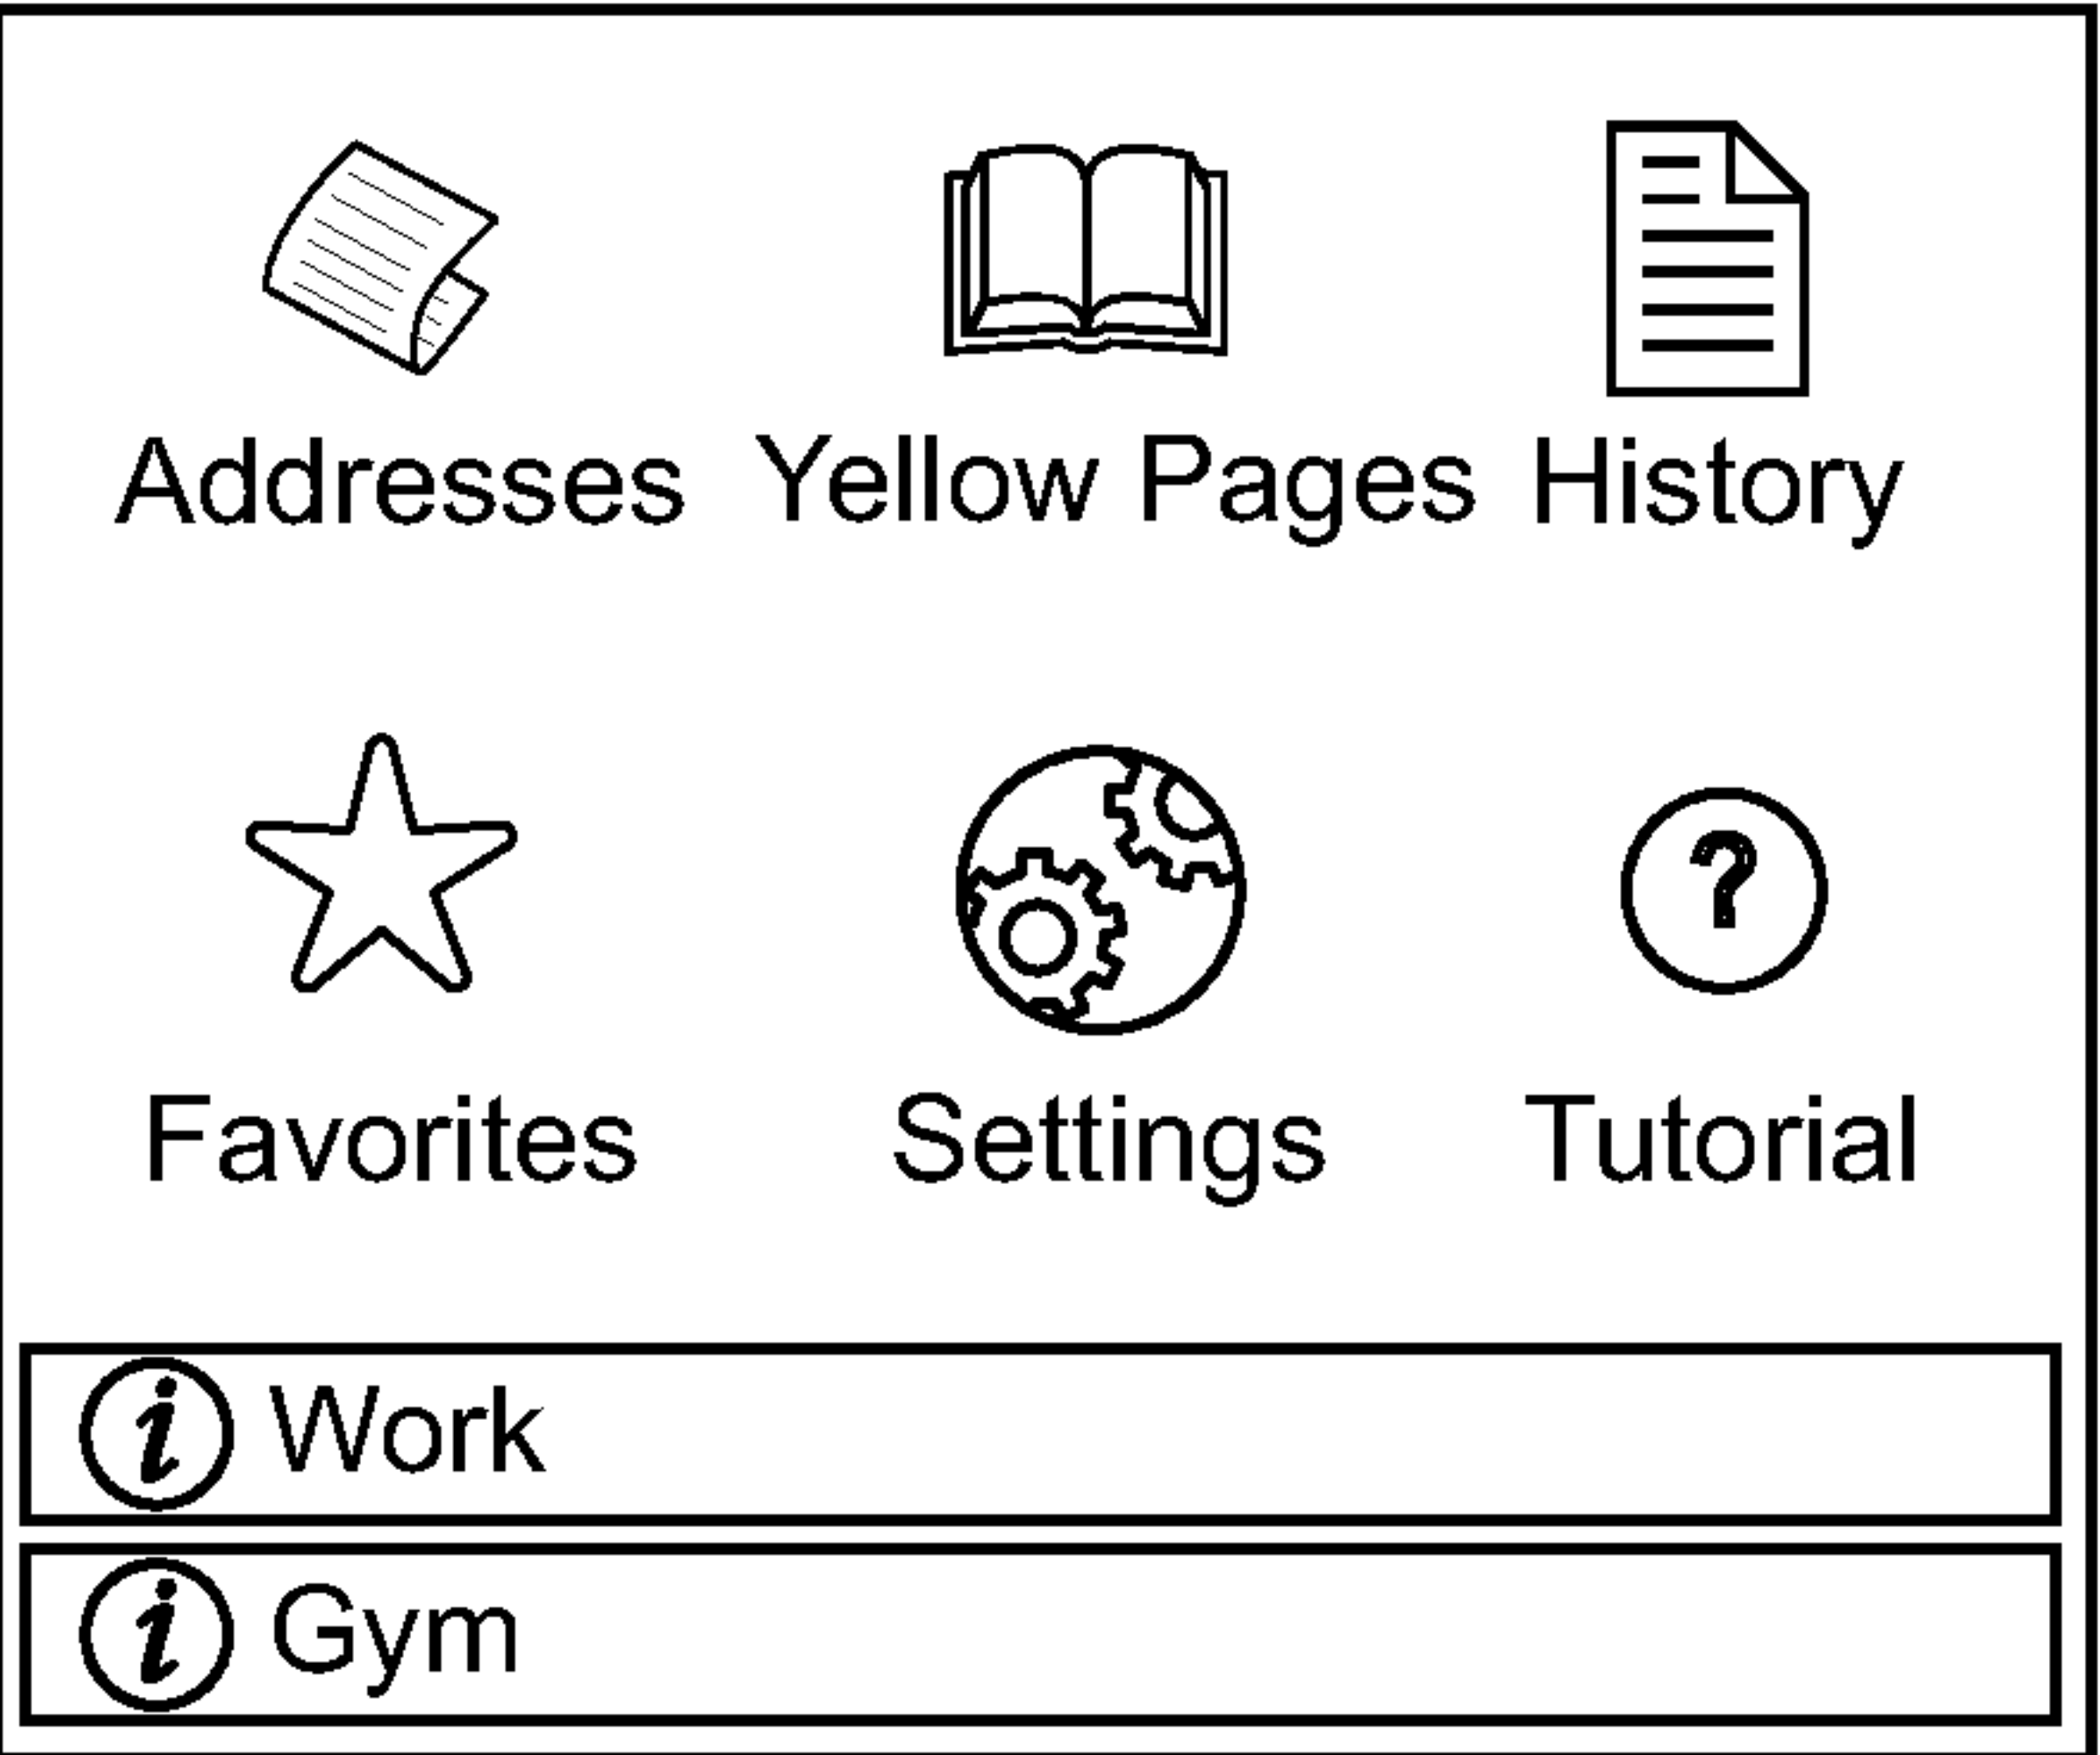 Addresses Yellow Pages History
?
Favorites Settings Tutorial
i Work
i Gym